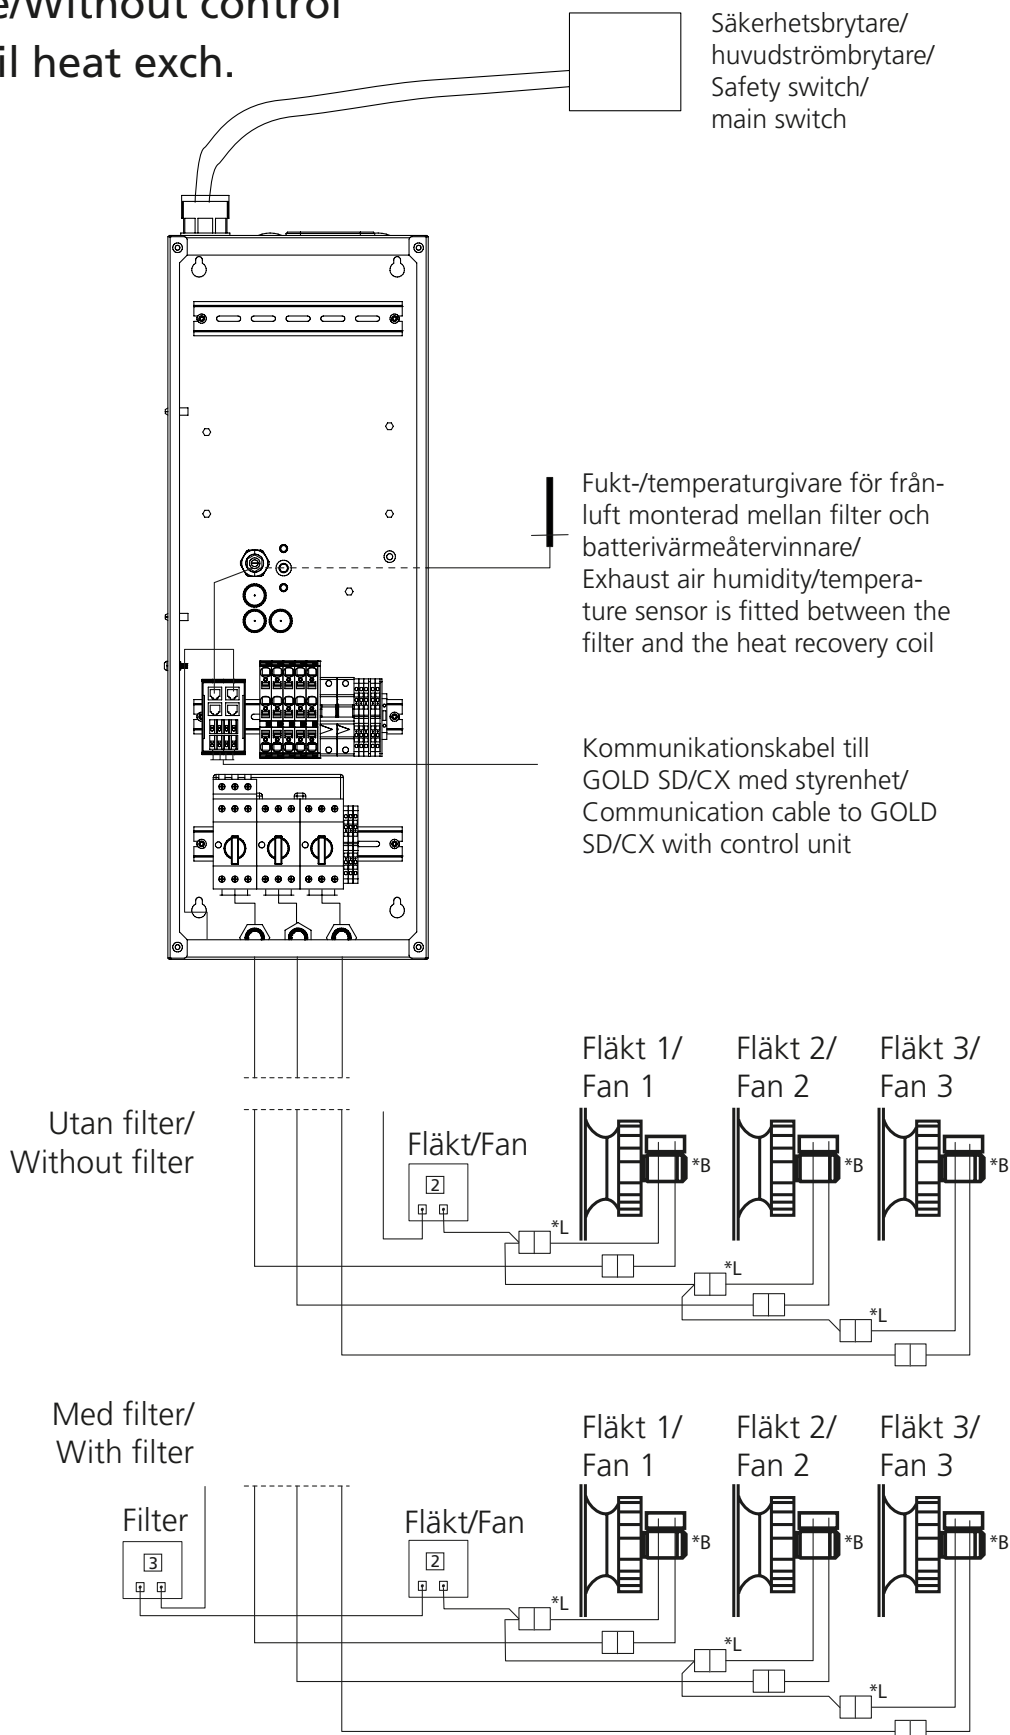 e/Without control
il heat exch.
Säkerhetsbrytare/
huvudströmbrytare/
Safety switch/
main switch
Fukt-/temperaturgivare för från-
luft monterad mellan filter och
batterivärmeåtervinnare/
Exhaust air humidity/tempera-
ture sensor is fitted between the
filter and the heat recovery coil
Kommunikationskabel till
GOLD SD/CX med styrenhet/
Communication cable to GOLD
SD/CX with control unit
Utan filter/
Without filter
Fläkt/Fan
2
Fläkt 1/
Fan 1
Fläkt 2/
Fan 2
Fläkt 3/
Fan 3
*B
*B
*B
*L
*L
*L
Med filter/
With filter
Filter
3
Fläkt/Fan
2
Fläkt 1/
Fan 1
Fläkt 2/
Fan 2
Fläkt 3/
Fan 3
*B
*B
*B
*L
*L
*L